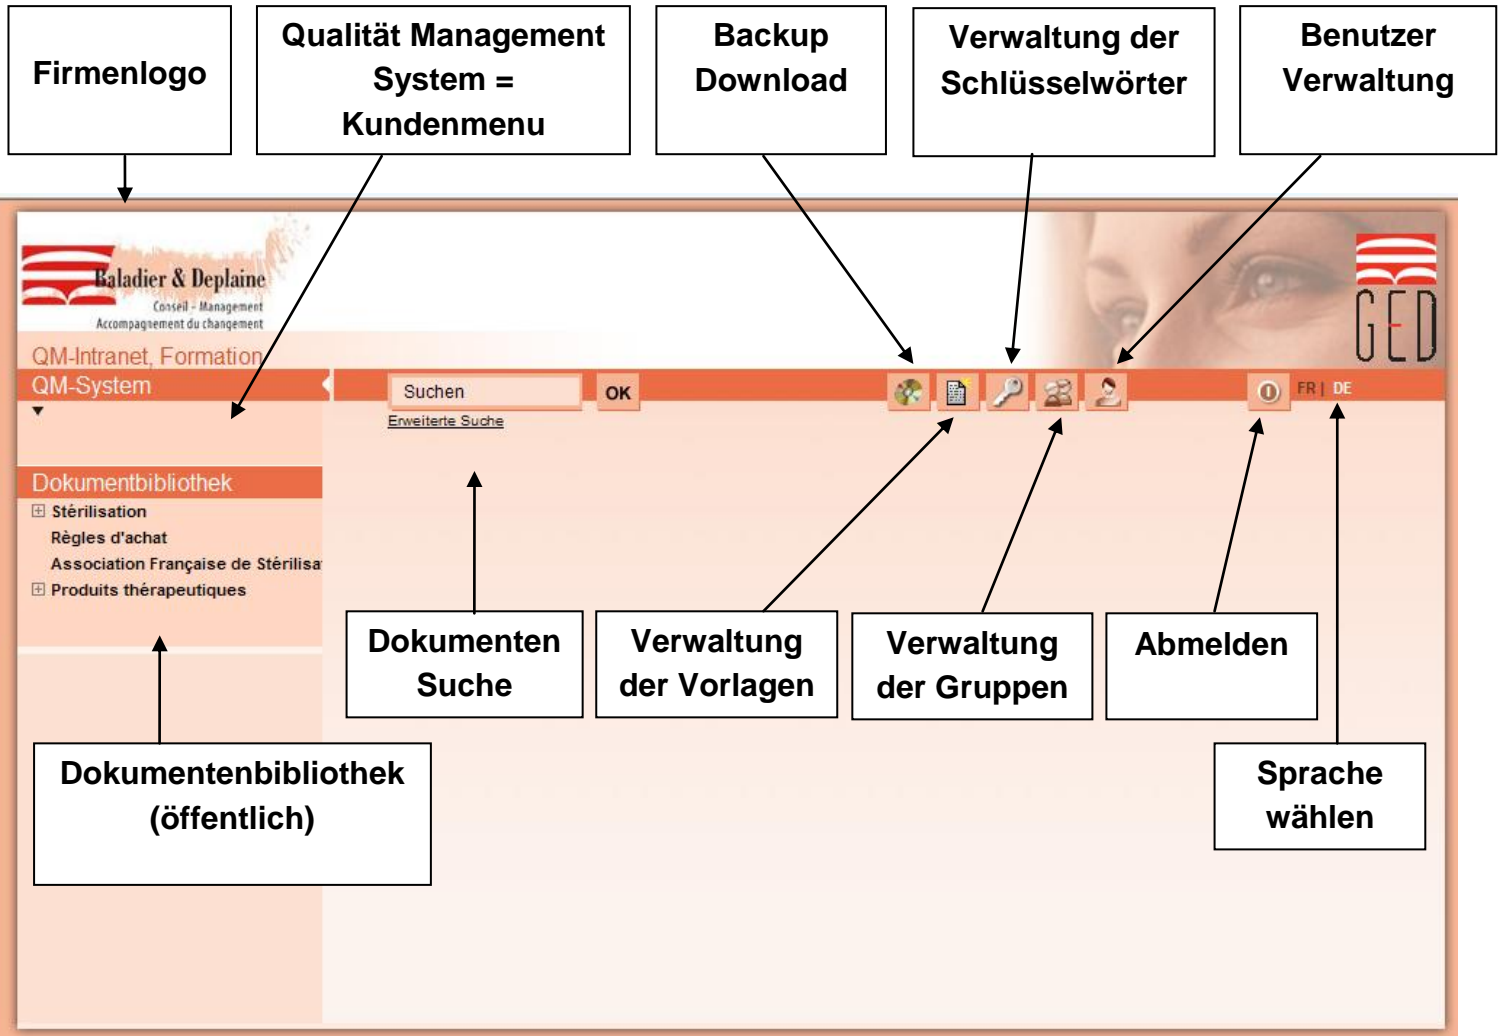 Firmenlogo
Qualität Management
System =
Kundenmenu
Backup
Download
Verwaltung der
Schlüsselwörter
Benutzer
Verwaltung
Baladier & Deplaine
Conseil - Management
Accompagnement du changement
GED
QM-Intranet, Formation
QM-System
Suchen
OK
FR | DE
Erweiterte Suche
Dokumentbibliothek
Stérilisation
Règles d'achat
Association Française de Stérilisa
Produits thérapeutiques
Dokumenten
Suche
Verwaltung
der Vorlagen
Verwaltung
der Gruppen
Abmelden
Dokumentenbibliothek
(öffentlich)
Sprache
wählen